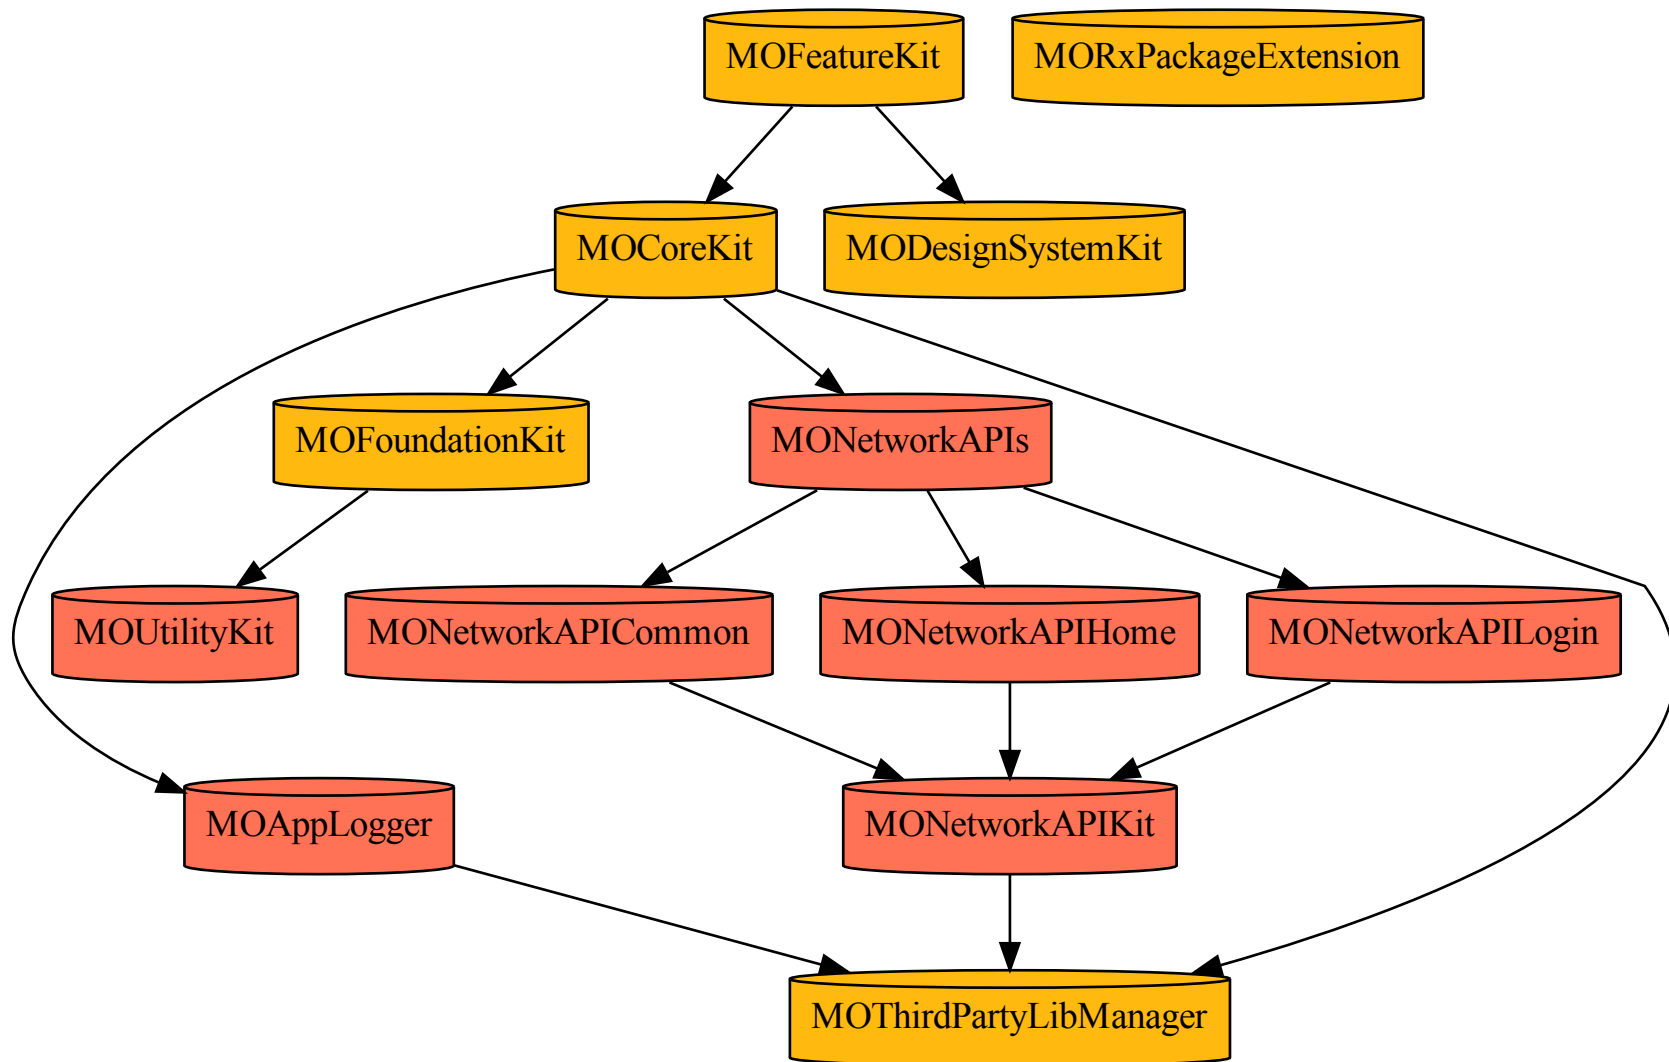 MOFeatureKit
MORxPackageExtension
MOCoreKit
MODesignSystemKit
MOFoundationKit
MONetworkAPIs
MOUtilityKit
MONetworkAPICommon
MONetworkAPIHome
MONetworkAPILogin
MOAppLogger
MONetworkAPIKit
MOThirdPartyLibManager